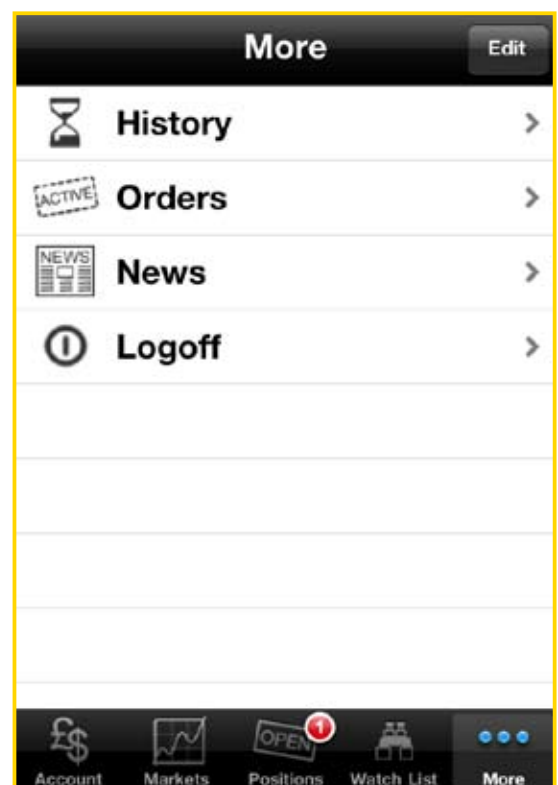 More
Edit
History
ACTIVE
Orders
NEWS
News
Logoff
£$
OPEN
1
Account
Markets
Positions
Watch List
More